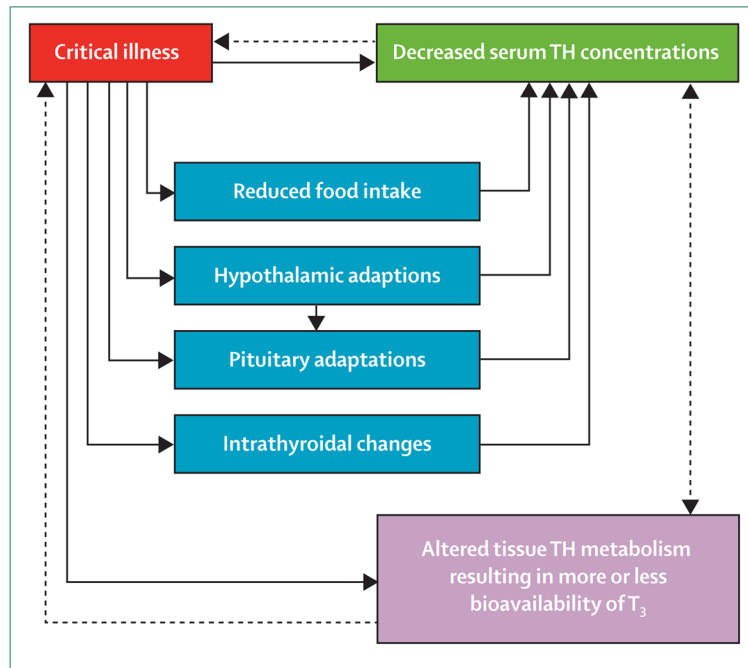 Critical illness
Decreased serum TH concentrations
Reduced food intake
Hypothalamic adaptions
Pituitary adaptations
Intrathyroidal changes
Altered tissue TH metabolism
resulting in more or less
bioavailability of T₃